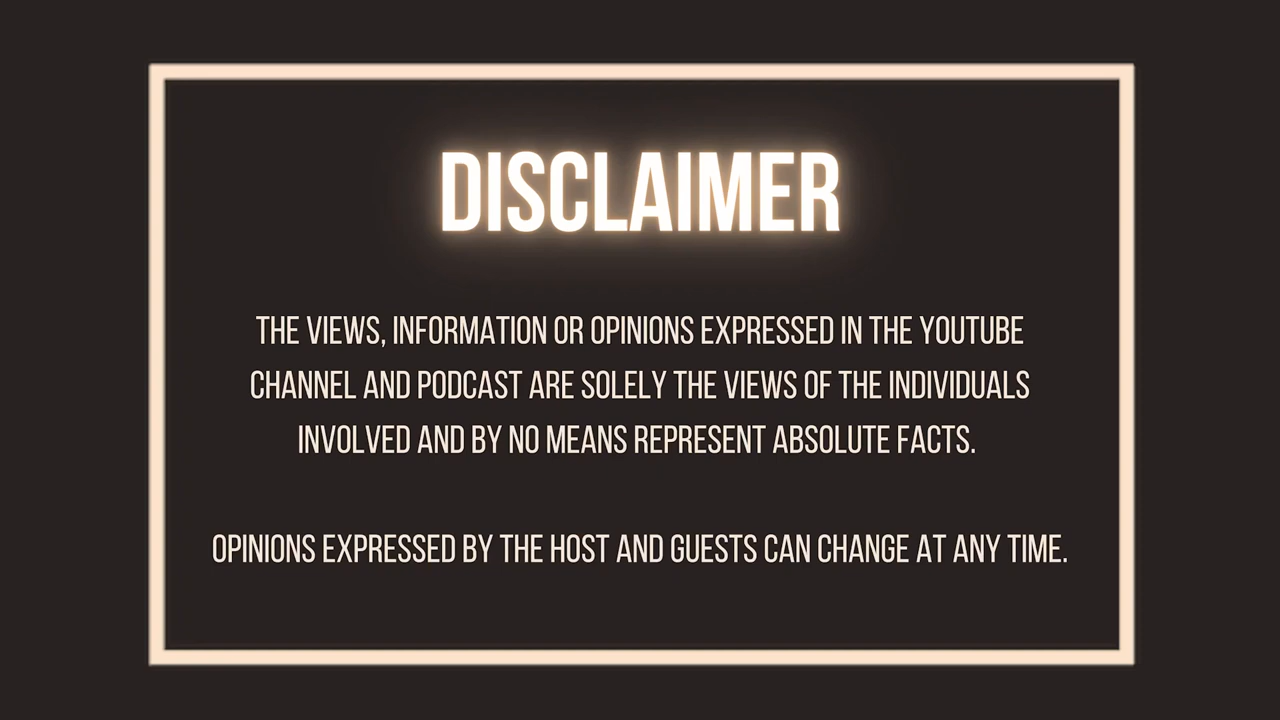 DISCLAIMER
THE VIEWS, INFORMATION OR OPINIONS EXPRESSED IN THE YOUTUBE
CHANNEL AND PODCAST ARE SOLELY THE VIEWS OF THE INDIVIDUALS
INVOLVED AND BY NO MEANS REPRESENT ABSOLUTE FACTS.
OPINIONS EXPRESSED BY THE HOST AND GUESTS CAN CHANGE AT ANY TIME.